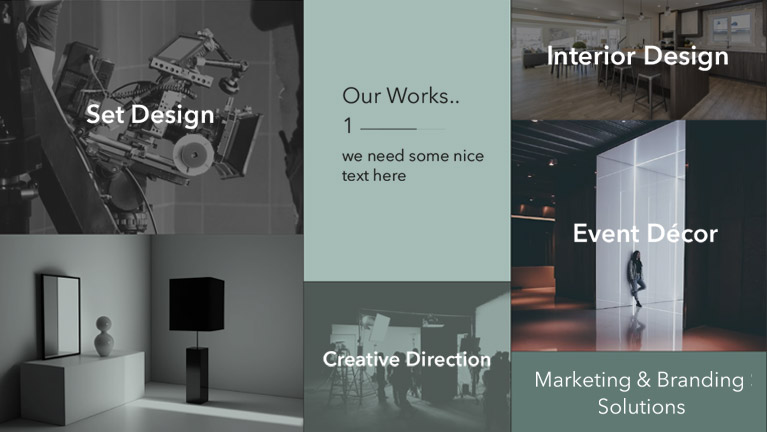 Set Design
Our Works..
1
we need some nice
text here
Interior Design
Event Décor
Creative Direction
Marketing & Branding :
Solutions